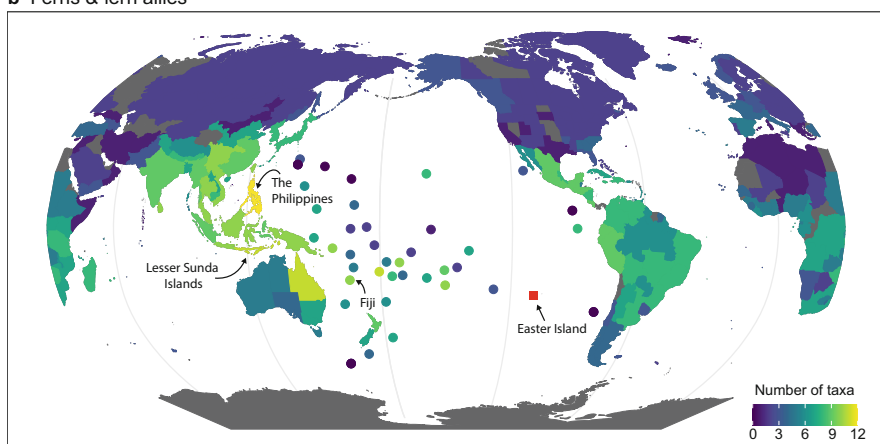 b Ferns & fern allies
The
Philippines
Lesser Sunda
Islands
Fiji
Easter Island
Number of taxa
0 3 6 9 12